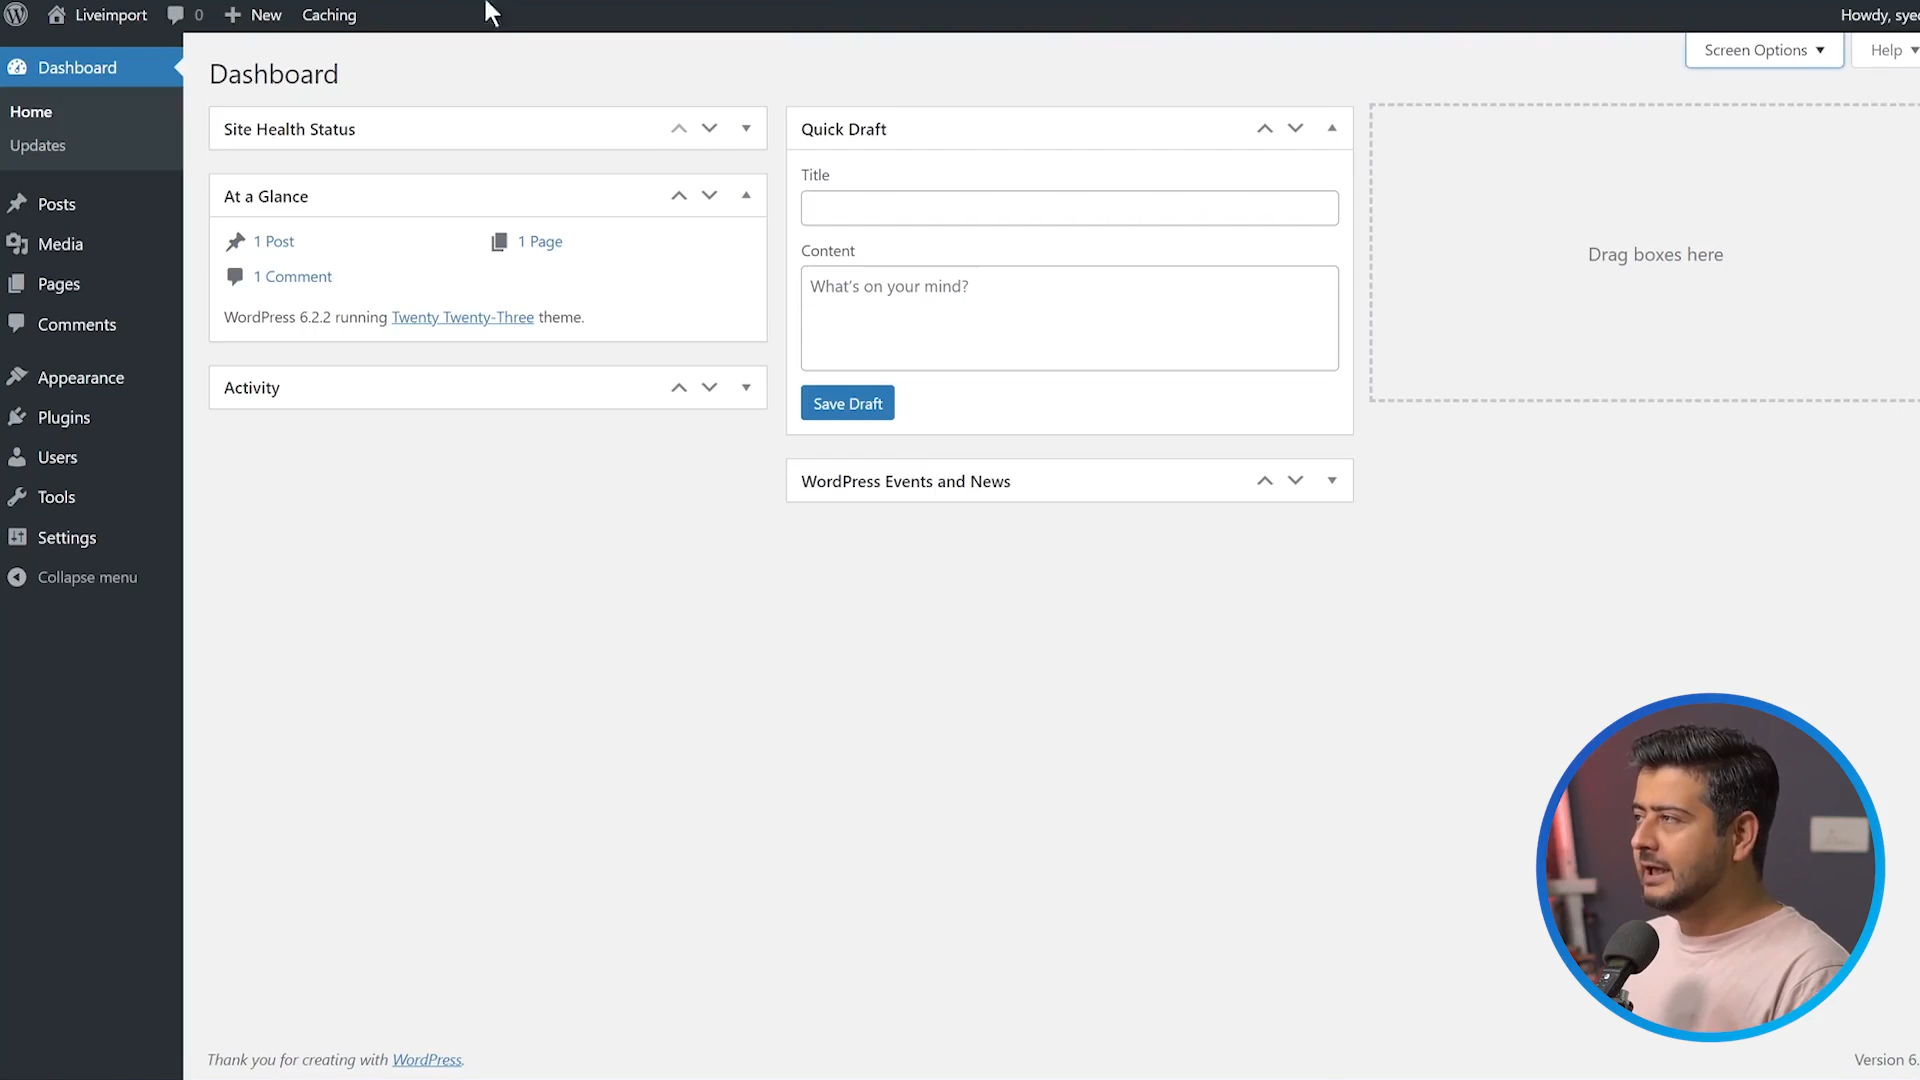 Liveimport 0 New Caching
Howdy, sye
Dashboard
Home
Updates
Posts
Media
Pages
Comments
Appearance
Plugins
Users
Tools
Settings
Collapse menu
Screen Options
Help
Dashboard
Site Health Status
At a Glance
1 Post
1 Page
1 Comment
WordPress 6.2.2 running Twenty Twenty-Three theme.
Activity
Quick Draft
Title
Content
What's on your mind?
Save Draft
WordPress Events and News
Drag boxes here
Thank you for creating with WordPress.
Version 6.